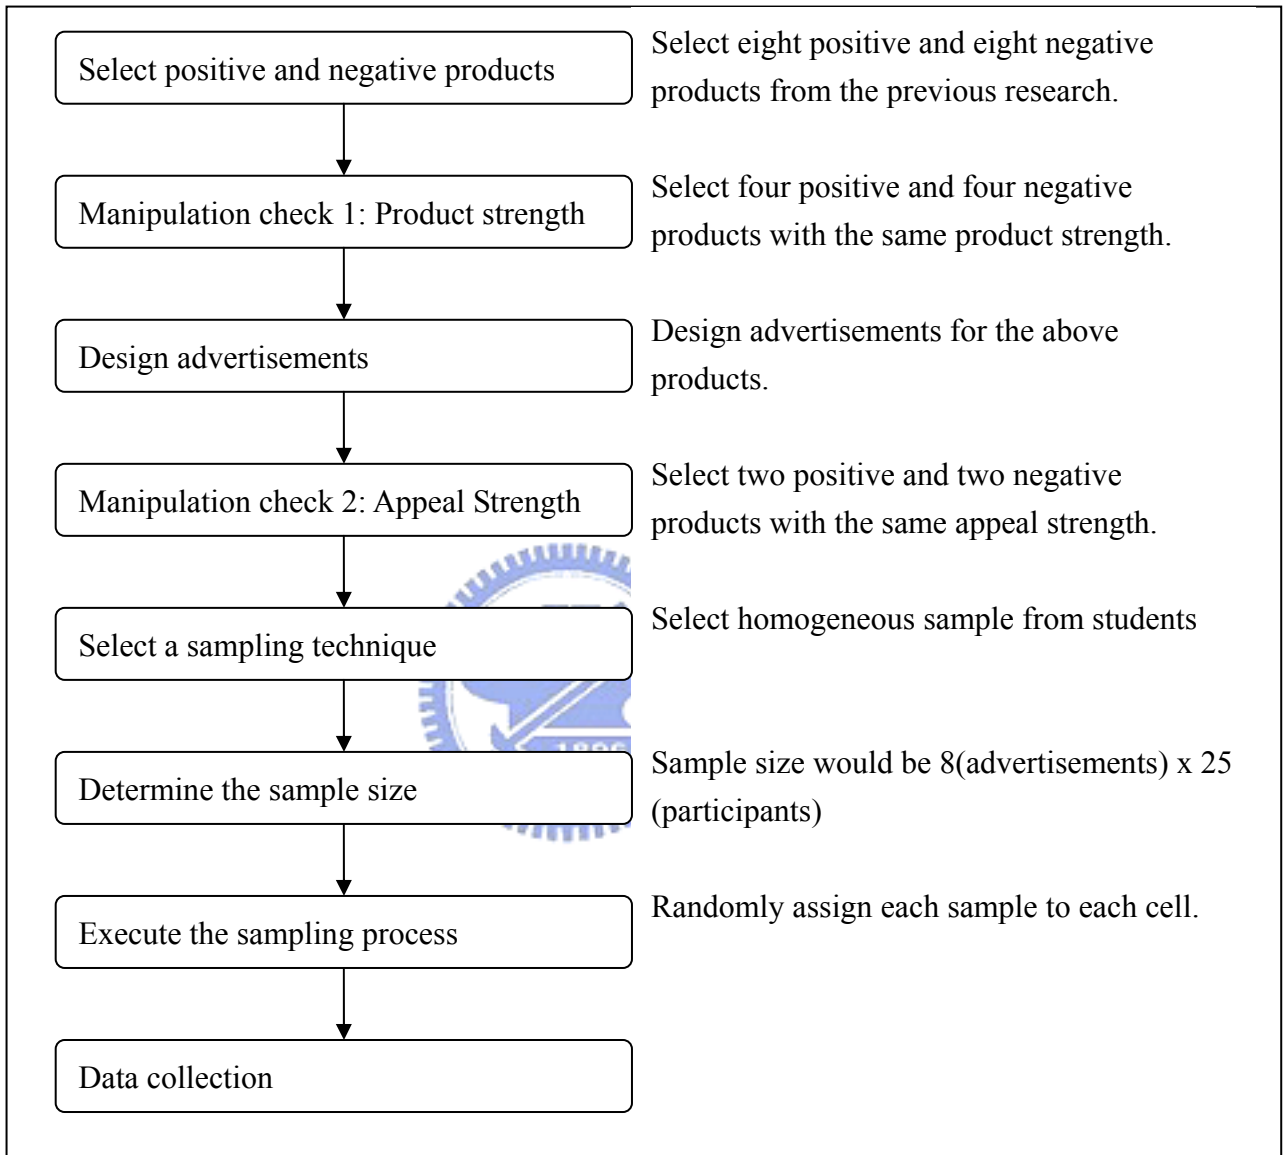 Select positive and negative products
Select eight positive and eight negative
products from the previous research.
Manipulation check 1: Product strength
Select four positive and four negative
products with the same product strength.
Design advertisements
Design advertisements for the above
products.
Manipulation check 2: Appeal Strength
Select two positive and two negative
products with the same appeal strength.
Select a sampling technique
Select homogeneous sample from students
Determine the sample size
Sample size would be 8(advertisements) x 25
(participants)
Execute the sampling process
Randomly assign each sample to each cell.
Data collection